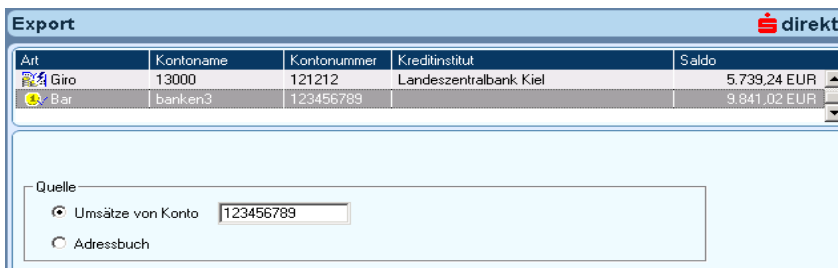 Export direkt
Art Kontoname Kontonummer Kreditinstitut Saldo
Giro 13000 121212 Landeszentralbank Kiel 5.739,24 EUR
Bar banken3 123456789 9.841,02 EUR
Quelle
Umsätze von Konto 123456789
Adressbuch